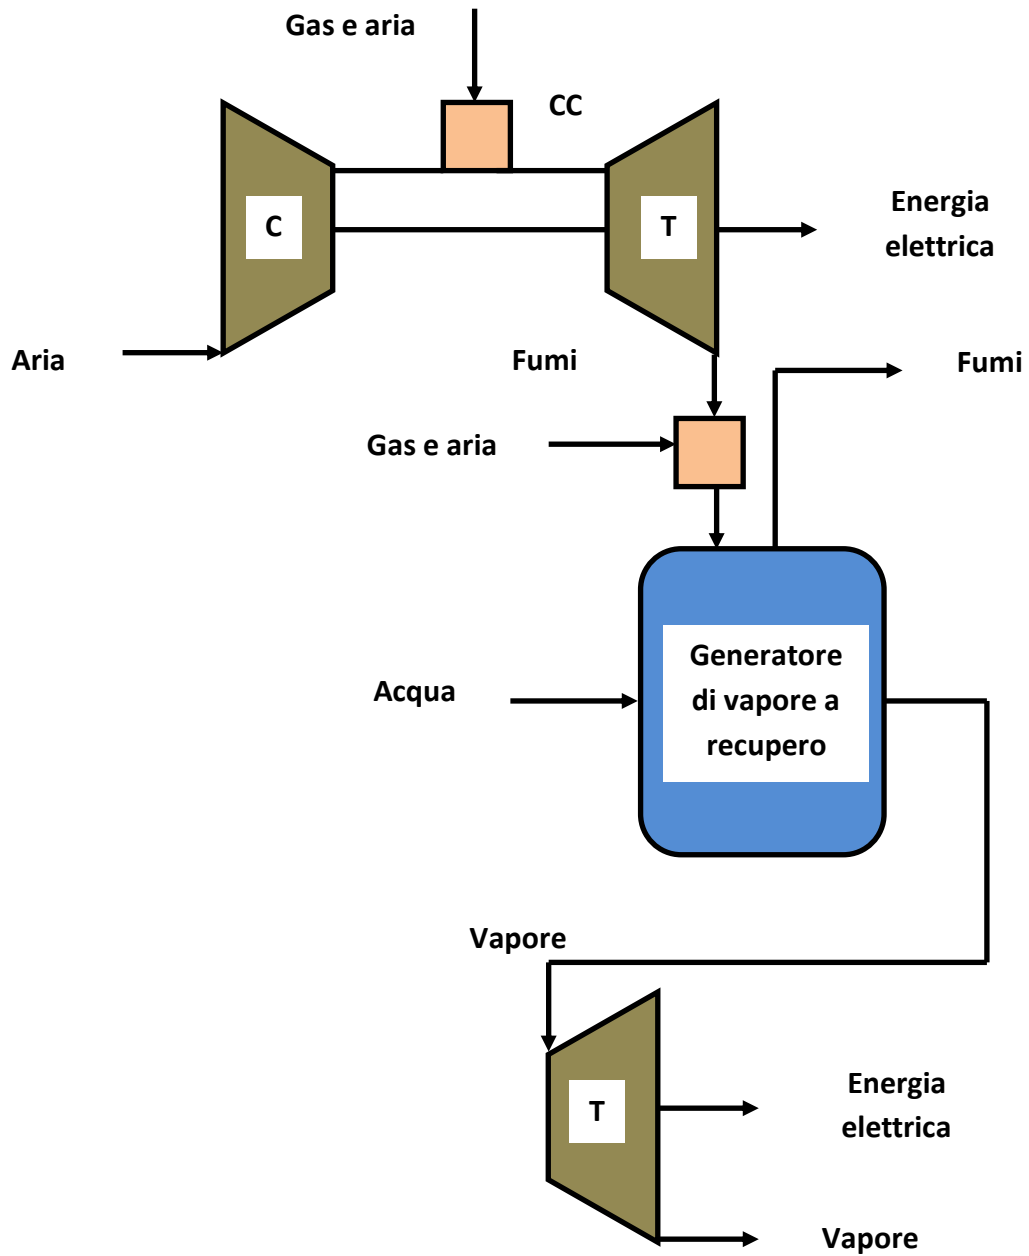 Gas e aria
CC
C
T
Energia
elettrica
Aria
Fumi
Fumi
Gas e aria
Generatore
di vapore a
recupero
Acqua
Vapore
T
Energia
elettrica
Vapore